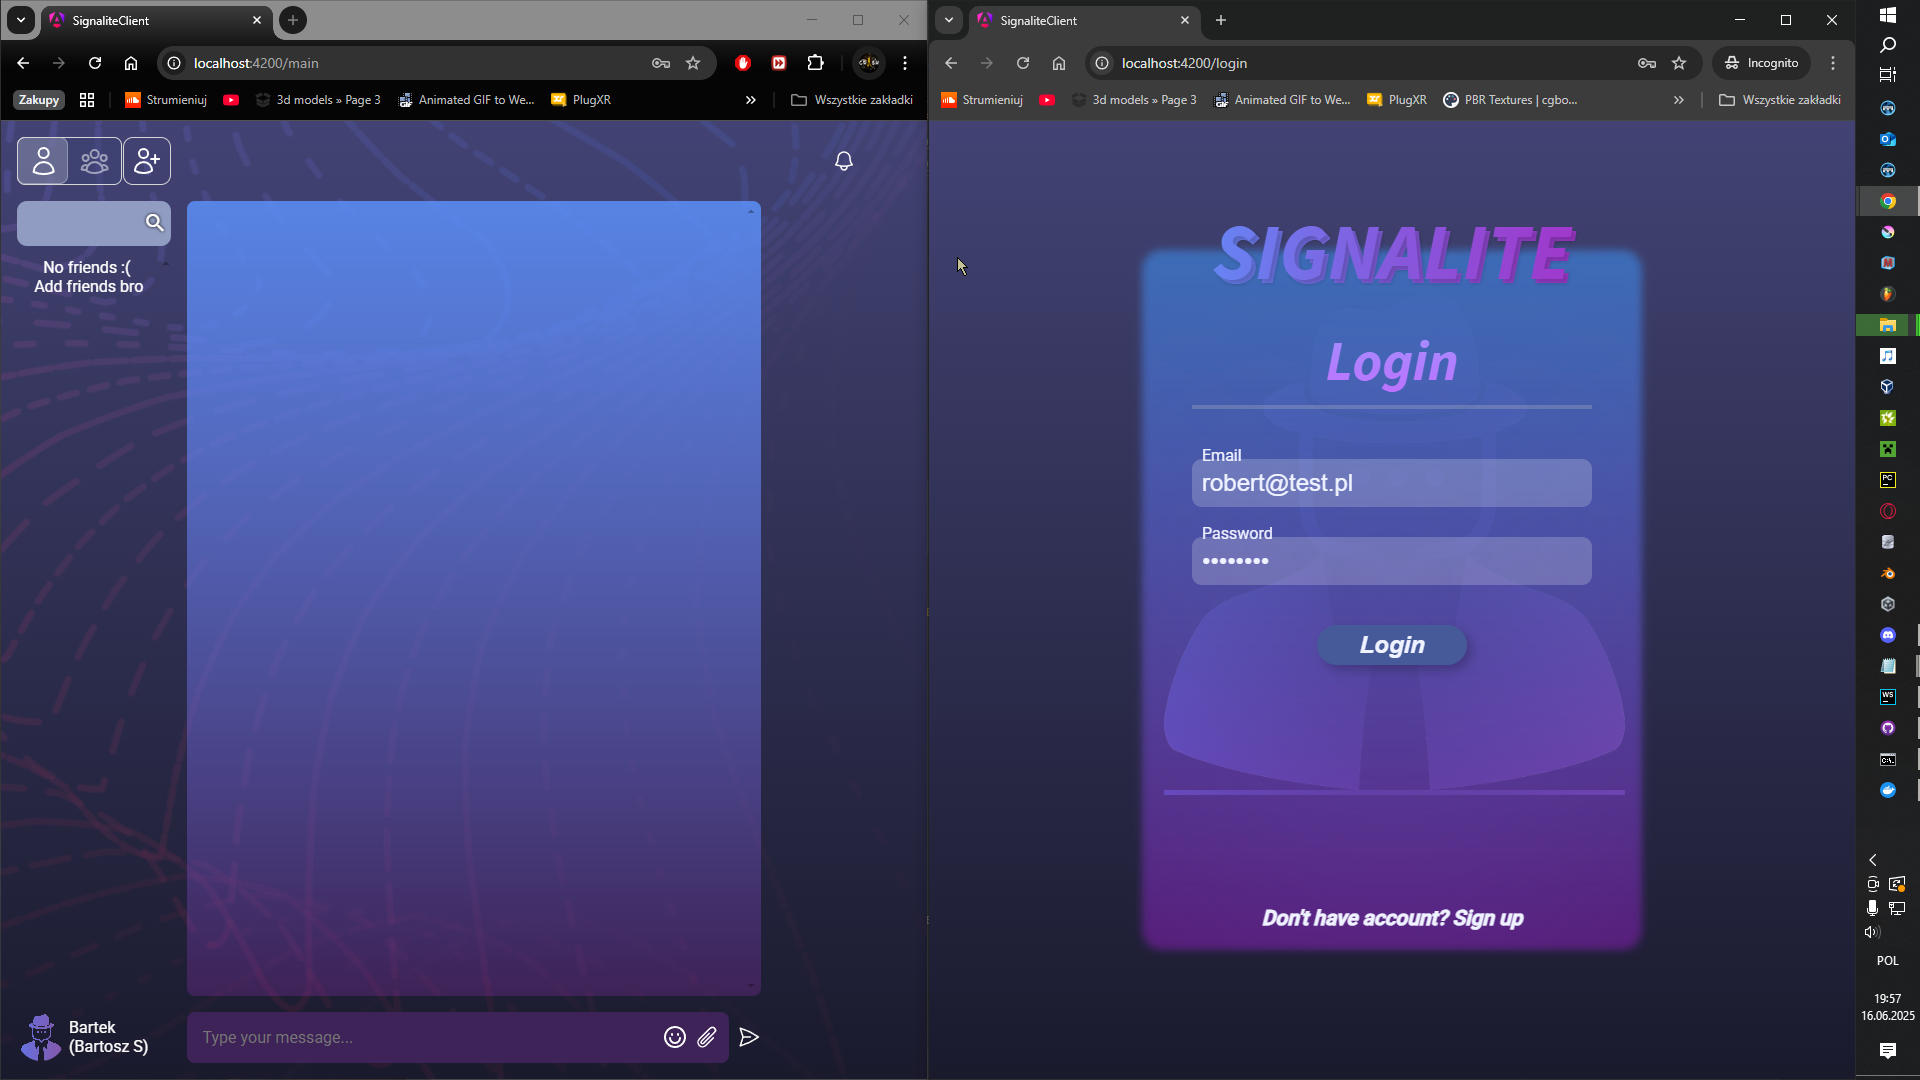 SignaliteClient
localhost:4200/main
Zakupy
Strumieniuj
3d models » Page 3
Animated GIF to We...
PlugXR
»
Wszystkie zakładki
No friends :(
Add friends bro
Bartek
(Bartosz S)
Type your message...
SignaliteClient
localhost:4200/login
Incognito
Strumieniuj
3d models » Page 3
Animated GIF to We...
PlugXR
PBR Textures | cgbo...
»
Wszystkie zakładki
SIGNALITE
Login
Email
robert@test.pl
Password
••••••••
Login
Don't have account? Sign up
PC
WS
C:\.
POL
19:57
16.06.2025